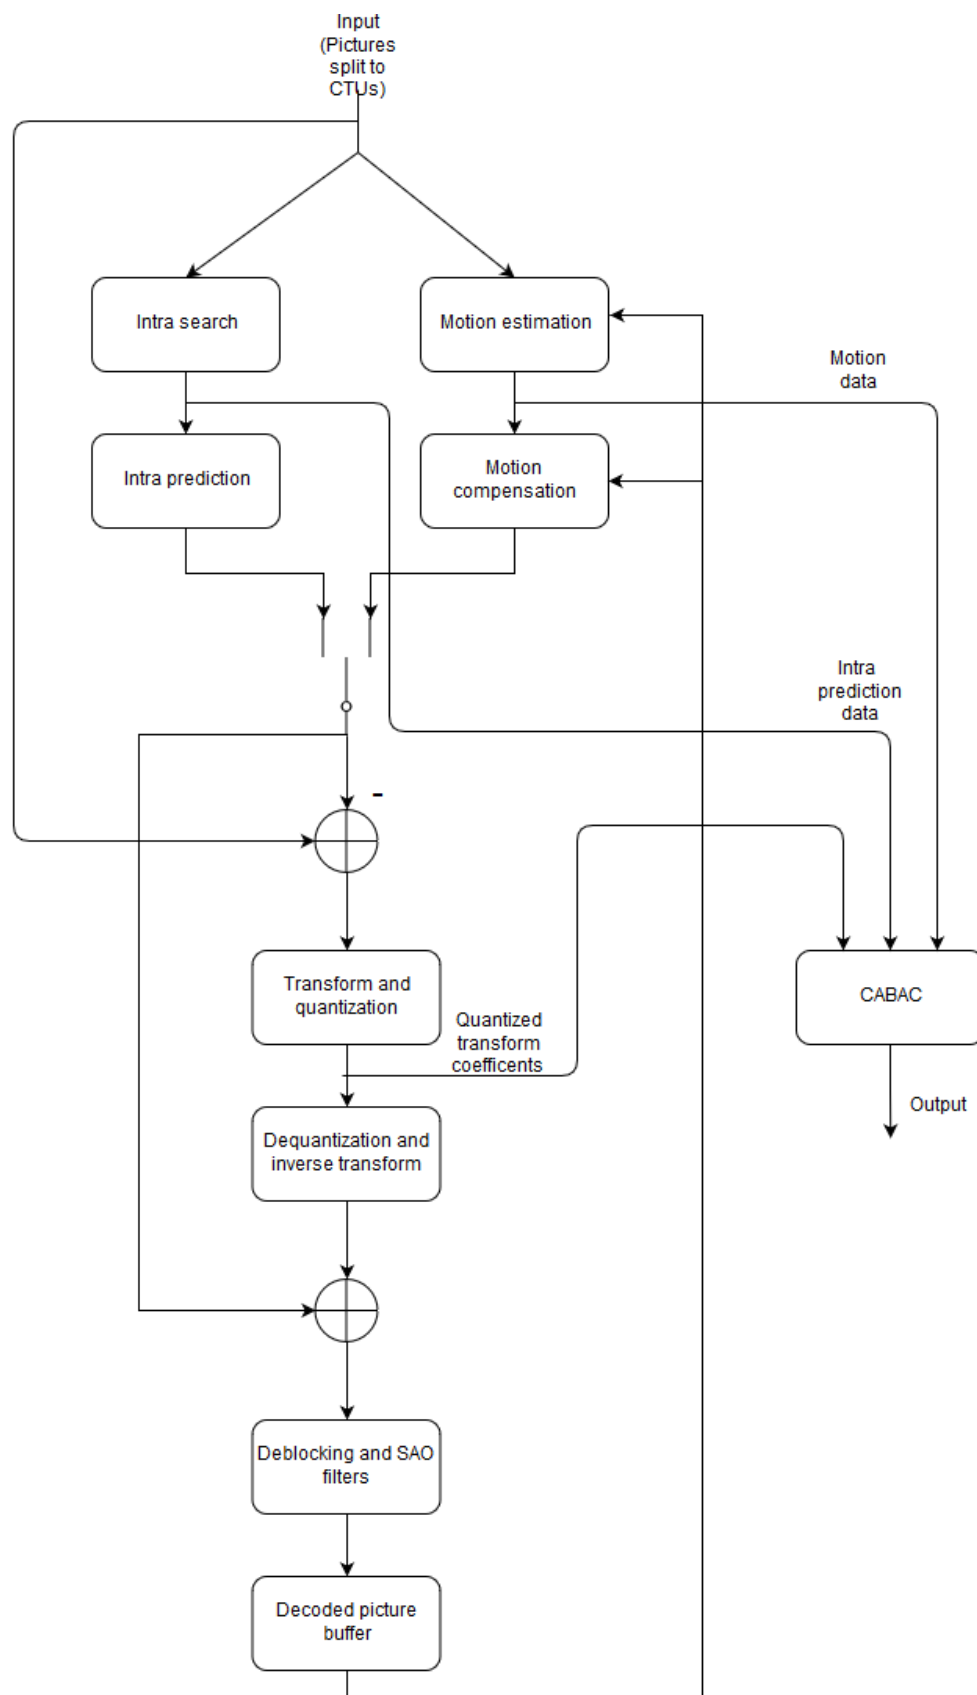 Input
(Pictures
split to
CTUs)
Intra search
Motion estimation
Motion
data
Intra prediction
Motion
compensation
Intra
prediction
data
-
Transform and
quantization
CABAC
Quantized
transform
coefficents
Output
Dequantization and
inverse transform
Deblocking and SAO
filters
Decoded picture
buffer